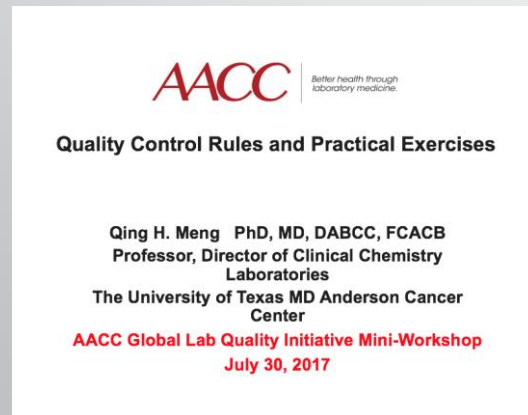 AACC
Better health through
laboratory medicine.
Quality Control Rules and Practical Exercises
Qing H. Meng PhD, MD, DABCC, FCACB
Professor, Director of Clinical Chemistry
Laboratories
The University of Texas MD Anderson Cancer
Center
AACC Global Lab Quality Initiative Mini-Workshop
July 30, 2017